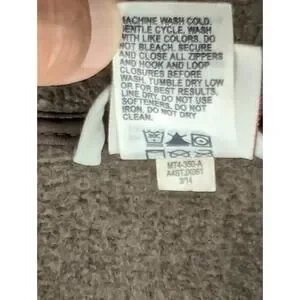 MACHINE WASH COLD,
GENTLE CYCLE. WASH
WITH LIKE COLORS. DO
NOT BLEACH. SECURE
AND CLOSE ALL ZIPPERS
AND HOOK AND LOOP
CLOSURES BEFORE
WASH. TUMBLE DRY LOW
OR FOR BEST RESULTS,
LINE DRY. DO NOT USE
SOFTENERS. DO NOT
IRON. DO NOT DRY
CLEAN.
MT4-350-A
3/14